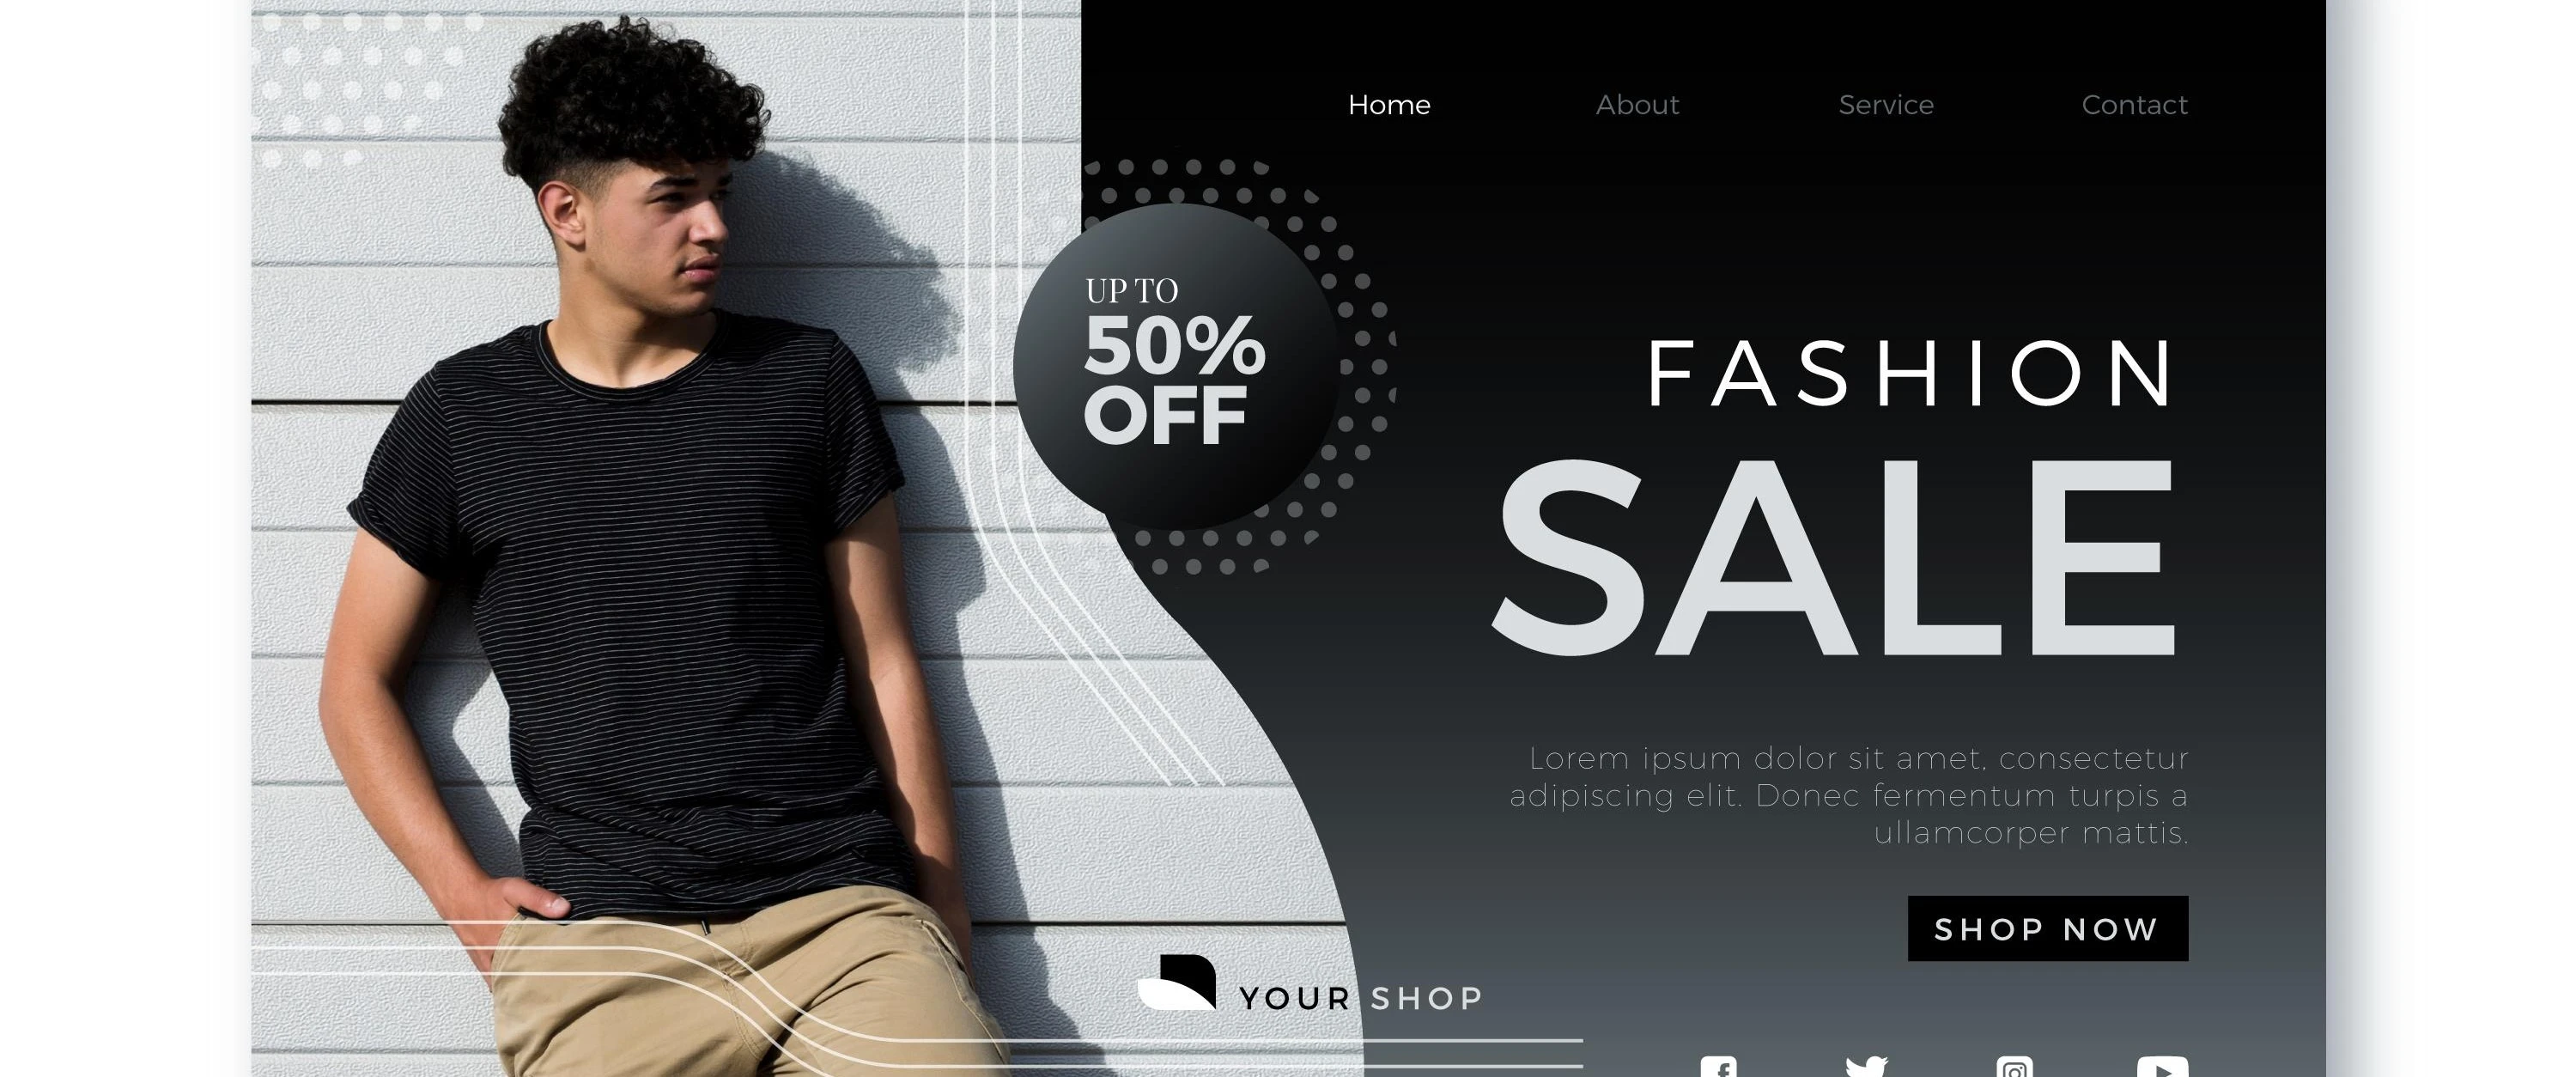 Home About Service Contact
UP TO
50%
OFF
FASHION
SALE
Lorem ipsum dolor sit amet, consectetur
adipiscing elit. Donec fermentum turpis a
ullamcorper mattis.
SHOP NOW
YOUR SHOP